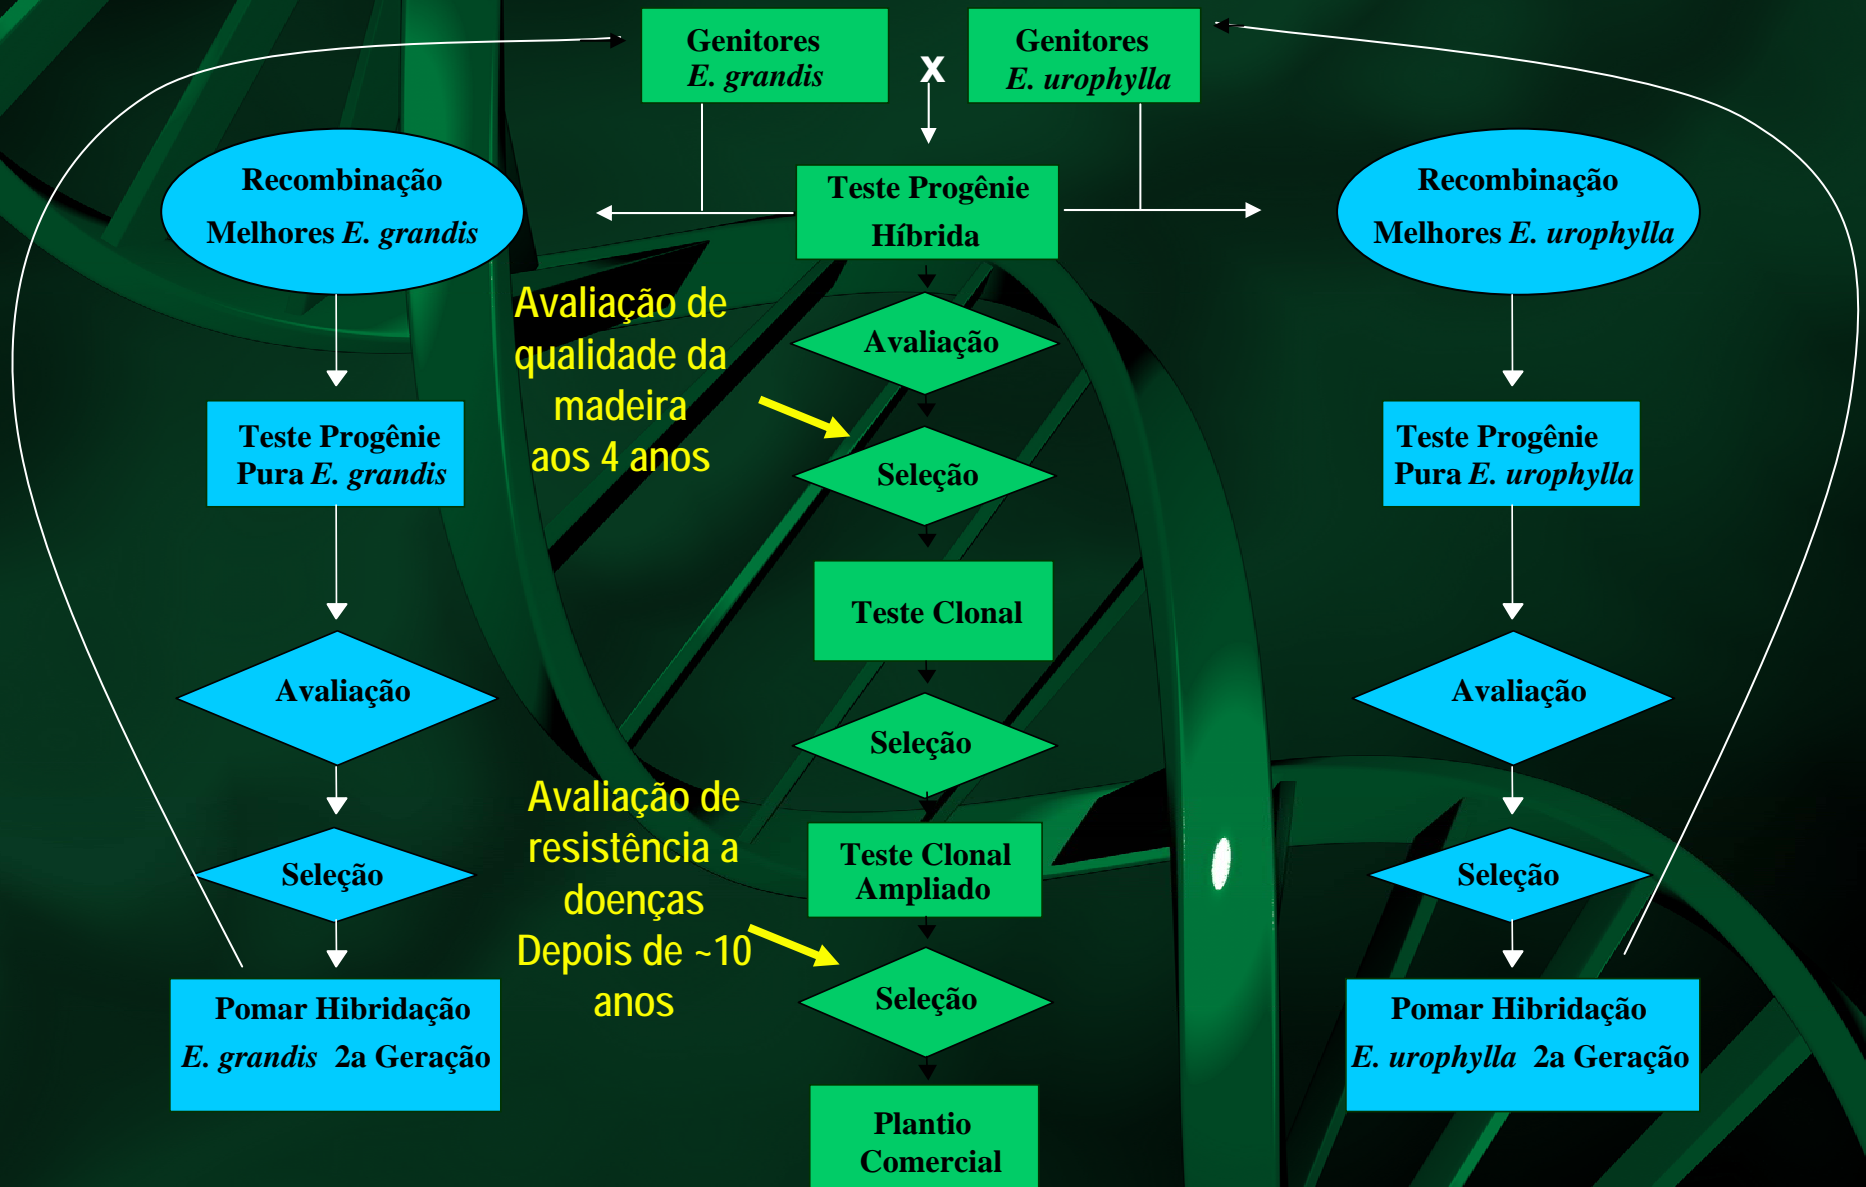 Genitores
E. grandis
x
Genitores
E. urophylla
Recombinação
Melhores E. grandis
Teste Progênie
Híbrida
Recombinação
Melhores E. urophylla
Avaliação de
qualidade da
madeira
aos 4 anos
Avaliação
Teste Progênie
Pura E. grandis
Seleção
Teste Progênie
Pura E. urophylla
Teste Clonal
Avaliação
Seleção
Avaliação
Avaliação de
resistência a
doenças
Depois de ~10
anos
Teste Clonal
Ampliado
Seleção
Seleção
Seleção
Pomar Hibridação
E. grandis 2a Geração
Pomar Hibridação
E. urophylla 2a Geração
Plantio
Comercial